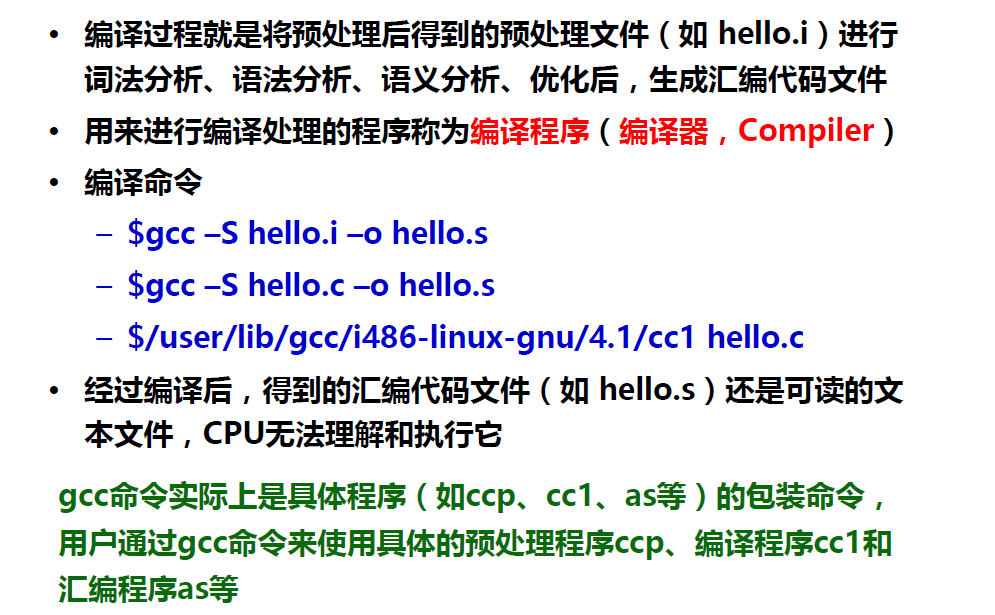 • 编译过程就是将预处理后得到的预处理文件（如 hello.i）进行
词法分析、语法分析、语义分析、优化后，生成汇编代码文件
• 用来进行编译处理的程序称为编译程序（编译器，Compiler）
• 编译命令
– $gcc –S hello.i –o hello.s
– $gcc –S hello.c –o hello.s
– $/user/lib/gcc/i486-linux-gnu/4.1/cc1 hello.c
• 经过编译后，得到的汇编代码文件（如 hello.s）还是可读的文
本文件，CPU无法理解和执行它
gcc命令实际上是具体程序（如ccp、cc1、as等）的包装命令，
用户通过gcc命令来使用具体的预处理程序ccp、编译程序cc1和
汇编程序as等